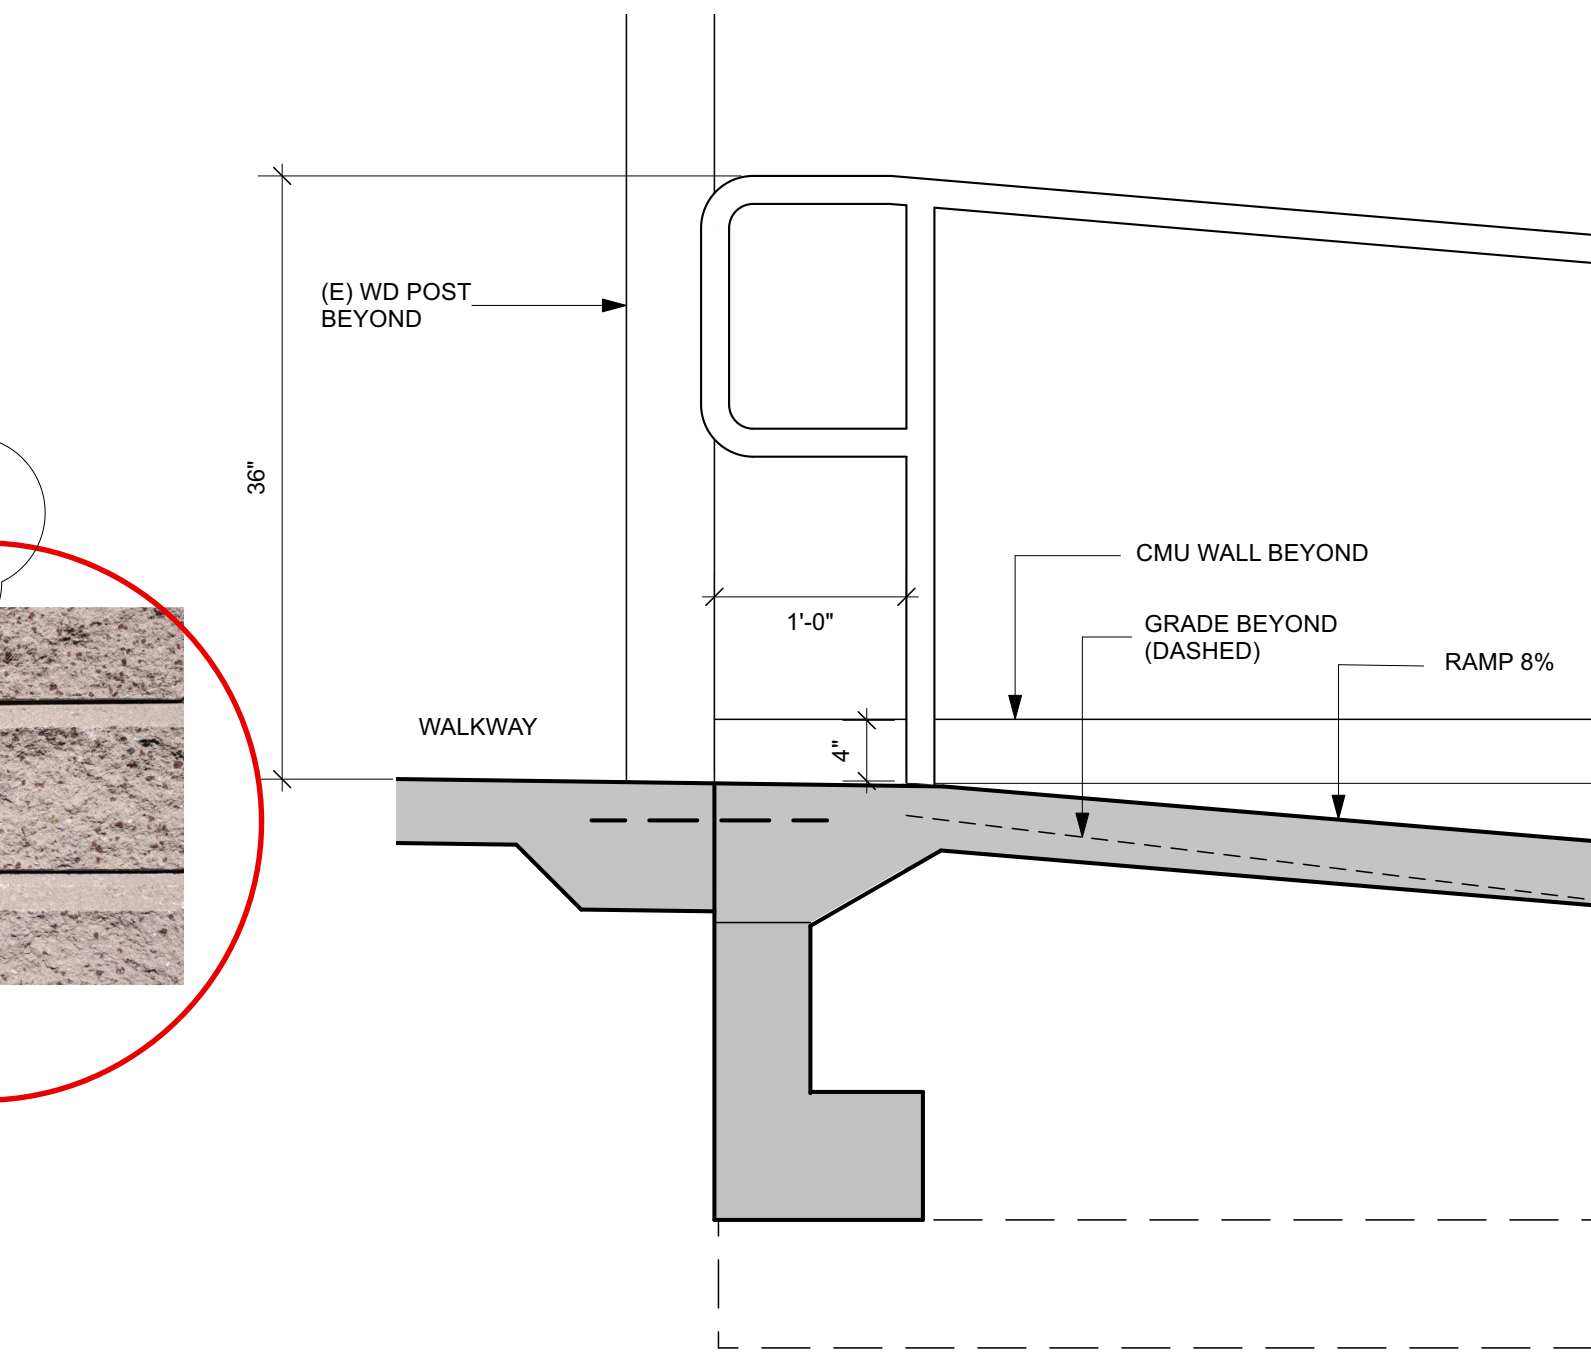 (E) WD POST
BEYOND
36"
CMU WALL BEYOND
1'-0"
GRADE BEYOND
(DASHED)
RAMP 8%
WALKWAY
4"